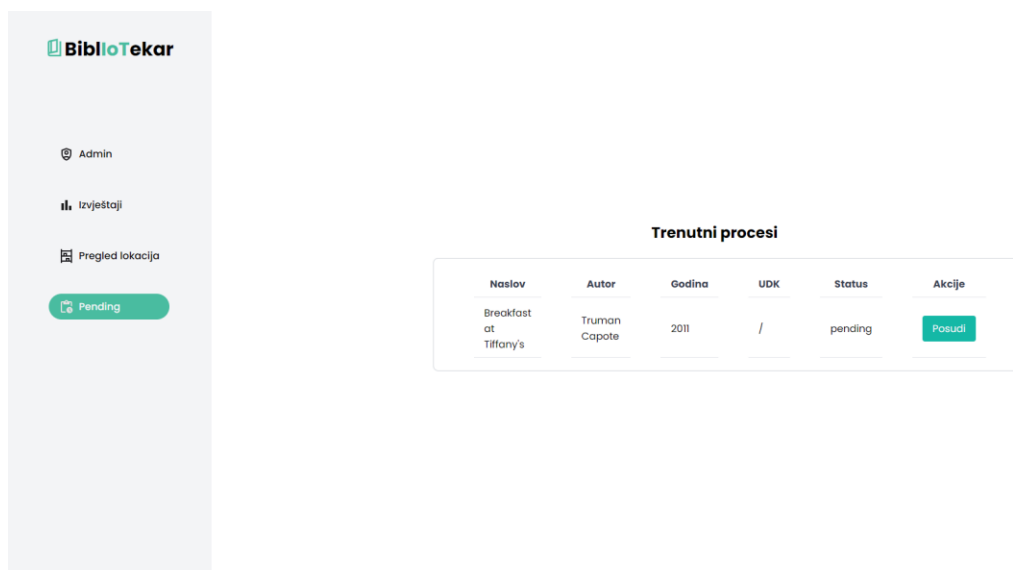 BiblIoTekar
Admin
Izvještaji
Pregled lokacija
Pending
Trenutni procesi
Naslov Autor Godina UDK Status Akcije
Breakfast
at
Tiffany's
Truman
Capote
2011
/
pending
Posudi